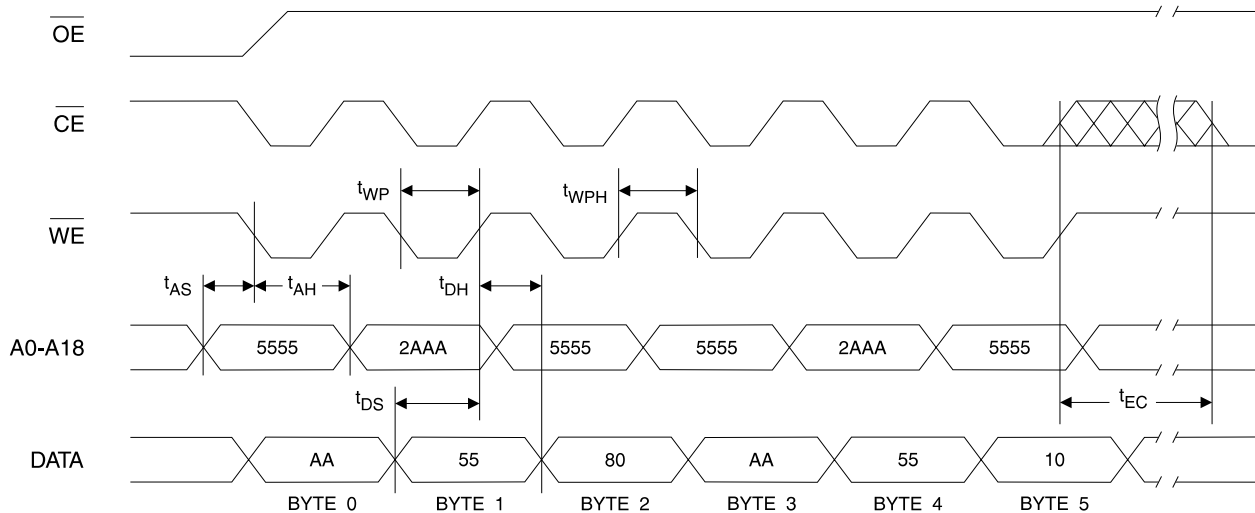 OE
CE
tWP
tWPH
WE
tAS
tAH
tDH
A0-A18
5555
2AAA
5555
5555
2AAA
5555
tDS
tEC
DATA
AA
55
80
AA
55
10
BYTE 0
BYTE 1
BYTE 2
BYTE 3
BYTE 4
BYTE 5